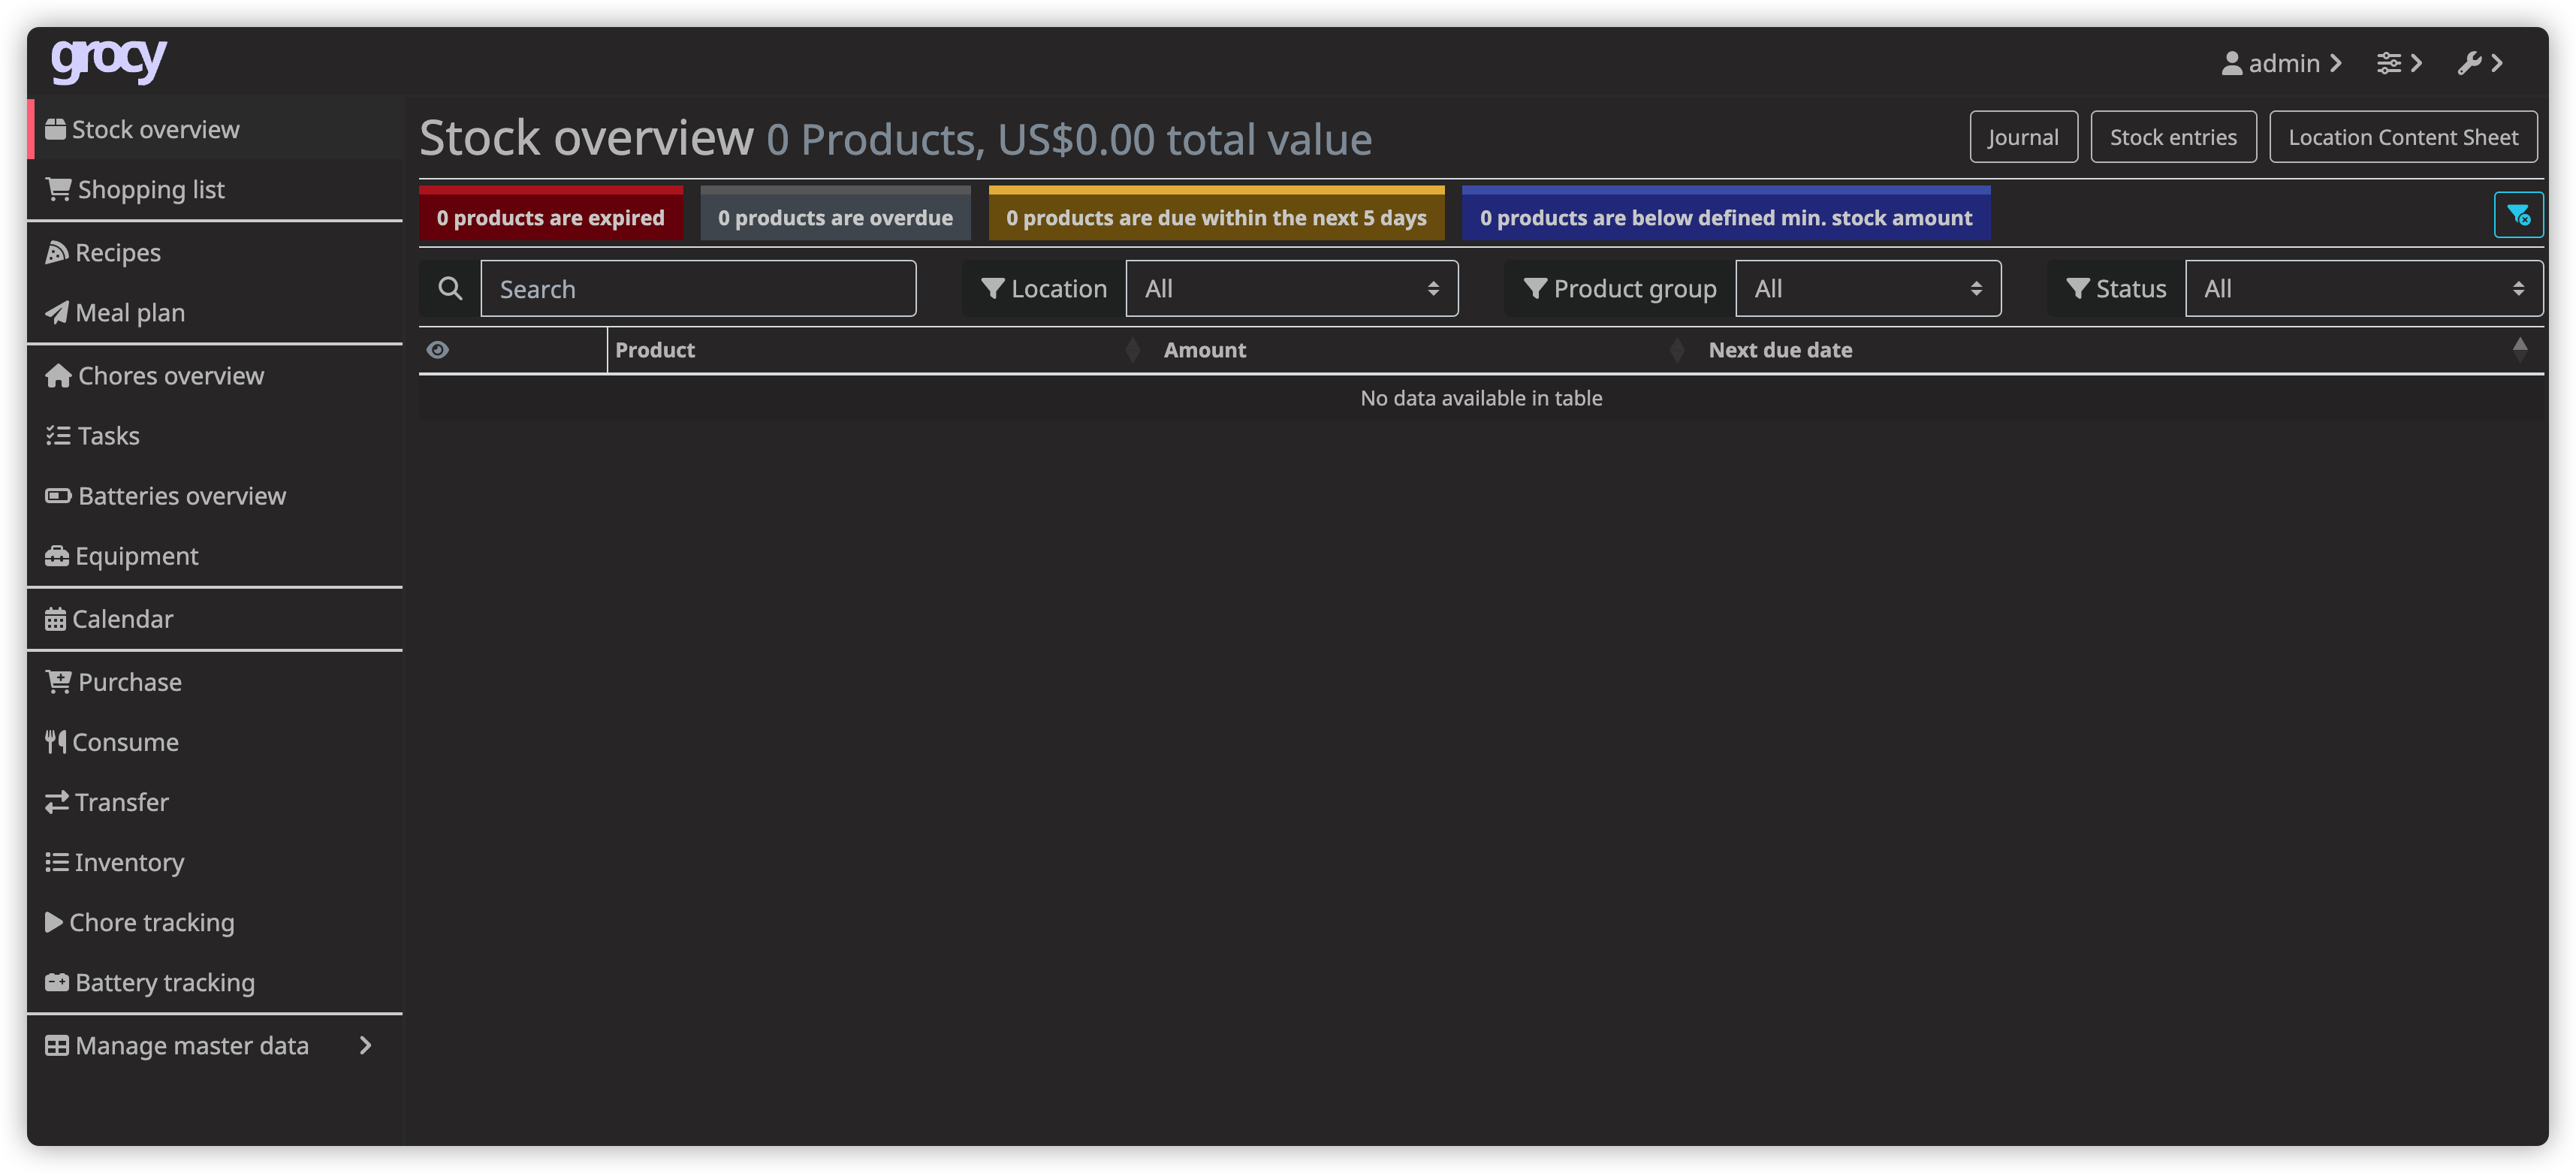 grocy
admin
Stock overview
Shopping list
Recipes
Meal plan
Chores overview
Tasks
Batteries overview
Equipment
Calendar
Purchase
Consume
Transfer
Inventory
Chore tracking
Battery tracking
Manage master data
Stock overview 0 Products, US$0.00 total value
Journal
Stock entries
Location Content Sheet
0 products are expired
0 products are overdue
0 products are due within the next 5 days
0 products are below defined min. stock amount
Search
Location All
Product group All
Status All
Product Amount Next due date
No data available in table